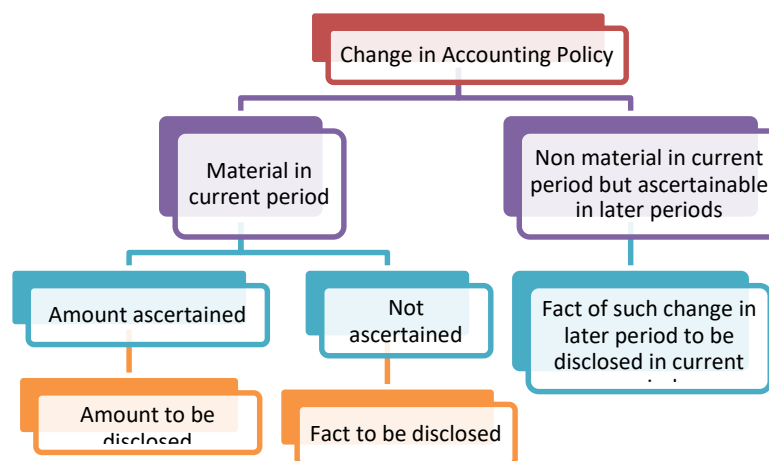 Change in Accounting Policy
Material in
current period
Non material in current
period but ascertainable
in later periods
Amount ascertained
Not
ascertained
Fact of such change in
later period to be
disclosed in current
Amount to be
disclosed
Fact to be disclosed